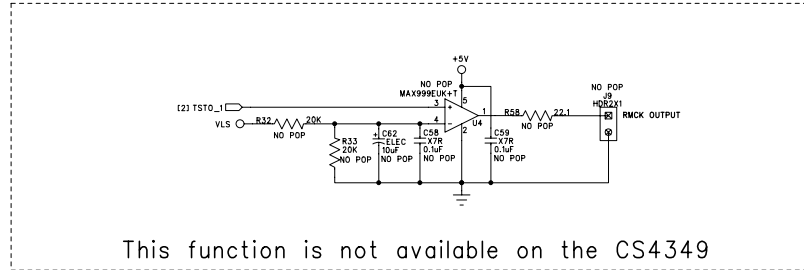 +5V
NO POP
MAX999EUK+T
[2] TST0_1
3
5
1
4
2
U4
VLS
R32
20K
NO POP
R33
20K
NO POP
C62
ELEC
10uF
NO POP
C58
X7R
0.1uF
NO POP
C59
X7R
0.1uF
NO POP
R58
22.1
NO POP
NO POP
J9
HDR2X1
RMCK OUTPUT
This function is not available on the CS4349